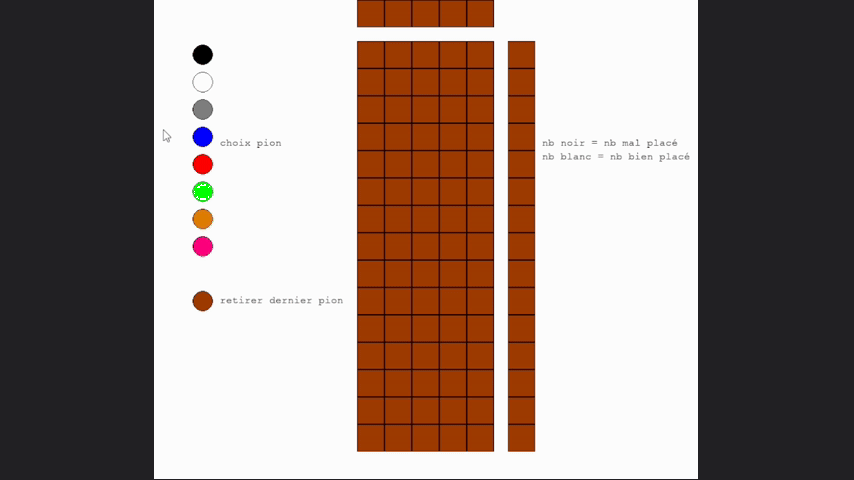 choix pion
nb noir = nb mal placé
nb blanc = nb bien placé
retirer dernier pion